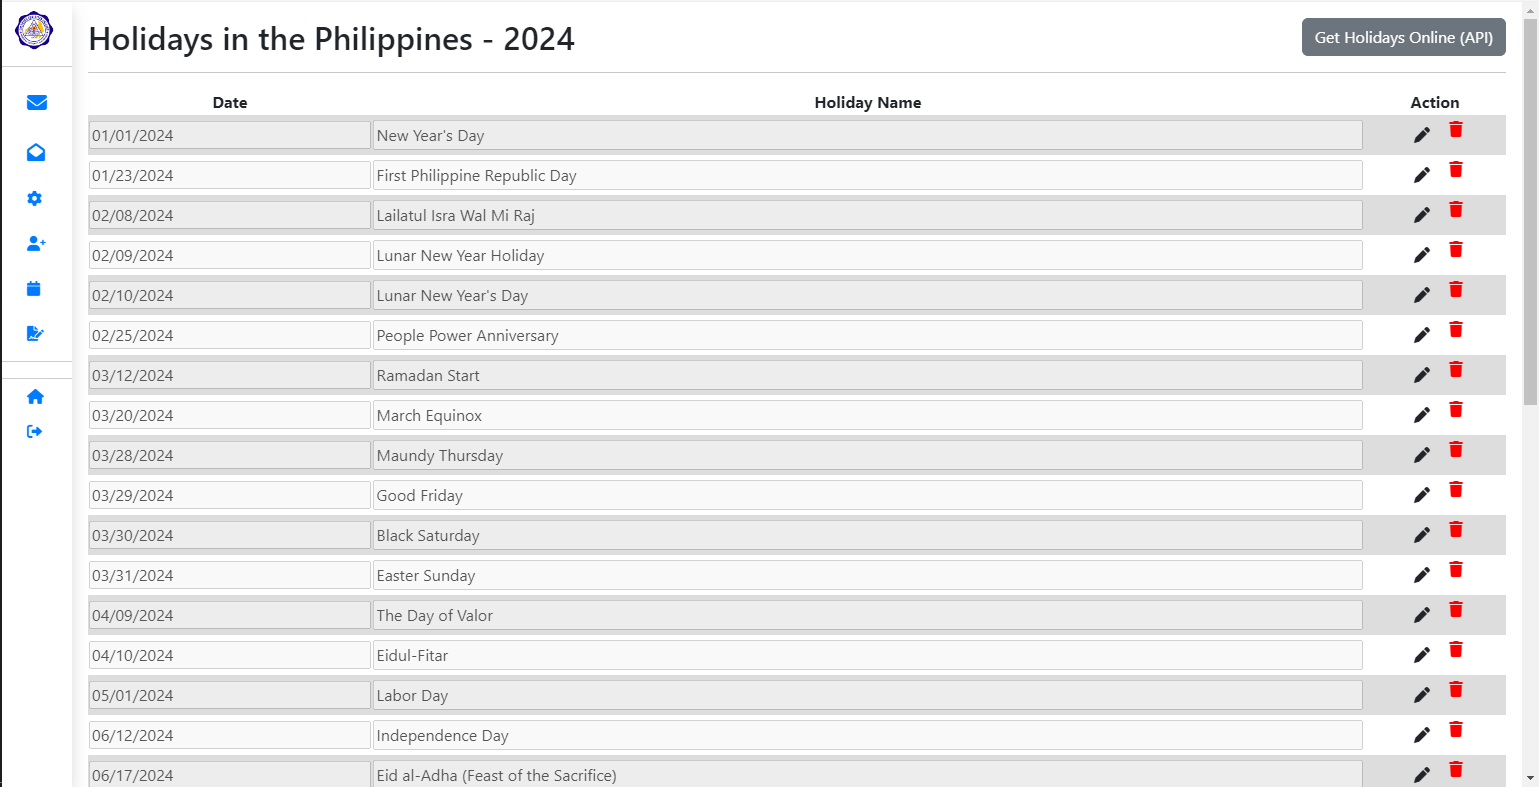 Holidays in the Philippines - 2024
Get Holidays Online (API)
Date Holiday Name Action
01/01/2024 New Year's Day
01/23/2024 First Philippine Republic Day
02/08/2024 Lailatul Isra Wal Mi Raj
02/09/2024 Lunar New Year Holiday
02/10/2024 Lunar New Year's Day
02/25/2024 People Power Anniversary
03/12/2024 Ramadan Start
03/20/2024 March Equinox
03/28/2024 Maundy Thursday
03/29/2024 Good Friday
03/30/2024 Black Saturday
03/31/2024 Easter Sunday
04/09/2024 The Day of Valor
04/10/2024 Eidul-Fitar
05/01/2024 Labor Day
06/12/2024 Independence Day
06/17/2024 Eid al-Adha (Feast of the Sacrifice)